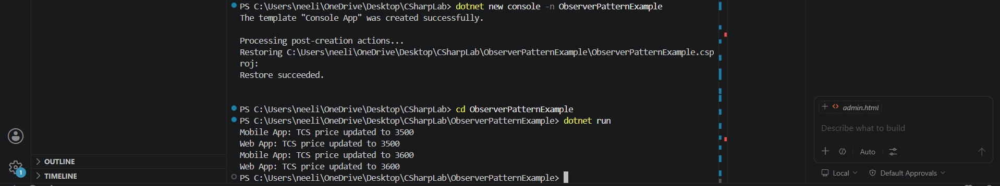 PS C:\Users\neeli\OneDrive\Desktop\CSharpLab> dotnet new console -n ObserverPatternExample
The template "Console App" was created successfully.
Processing post-creation actions...
Restoring C:\Users\neeli\OneDrive\Desktop\CSharpLab\ObserverPatternExample\ObserverPatternExample.csp
roj:
Restore succeeded.
PS C:\Users\neeli\OneDrive\Desktop\CSharpLab> cd ObserverPatternExample
PS C:\Users\neeli\OneDrive\Desktop\CSharpLab\ObserverPatternExample> dotnet run
Mobile App: TCS price updated to 3500
Web App: TCS price updated to 3500
Mobile App: TCS price updated to 3600
Web App: TCS price updated to 3600
PS C:\Users\neeli\OneDrive\Desktop\CSharpLab\ObserverPatternExample>
OUTLINE
TIMELINE
1
admin.html
Describe what to build
Auto
Local
Default Approvals